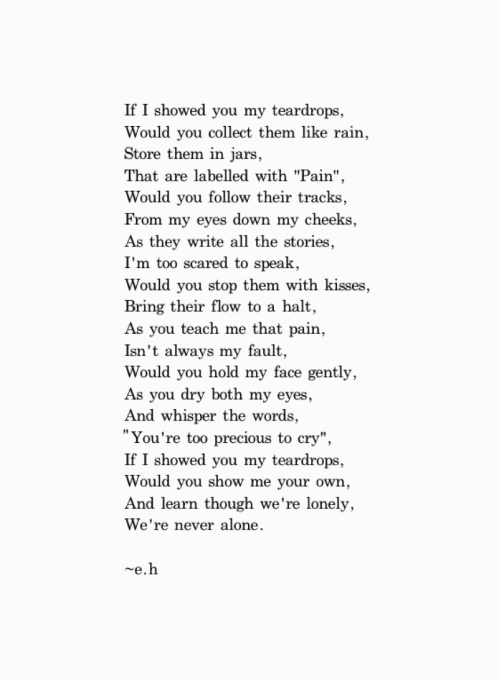 If I showed you my teardrops,
Would you collect them like rain,
Store them in jars,
That are labelled with "Pain",
Would you follow their tracks,
From my eyes down my cheeks,
As they write all the stories,
I'm too scared to speak,
Would you stop them with kisses,
Bring their flow to a halt,
As you teach me that pain,
Isn't always my fault,
Would you hold my face gently,
As you dry both my eyes,
And whisper the words,
"You're too precious to cry",
If I showed you my teardrops,
Would you show me your own,
And learn though we're lonely,
We're never alone.
~e.h